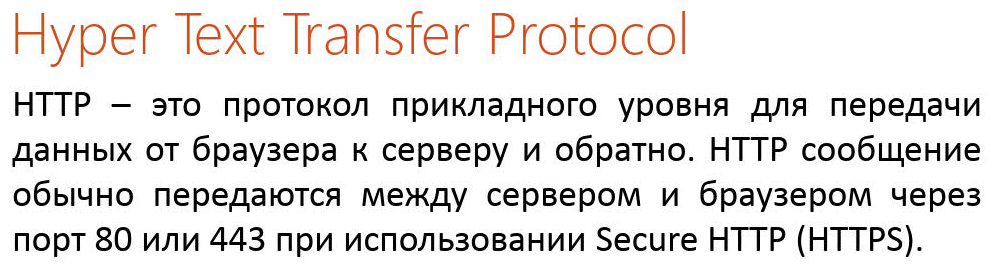 Hyper Text Transfer Protocol
HTTP – это протокол прикладного уровня для передачи
данных от браузера к серверу и обратно. HTTP сообщение
обычно передаются между сервером и браузером через
порт 80 или 443 при использовании Secure HTTP (HTTPS).